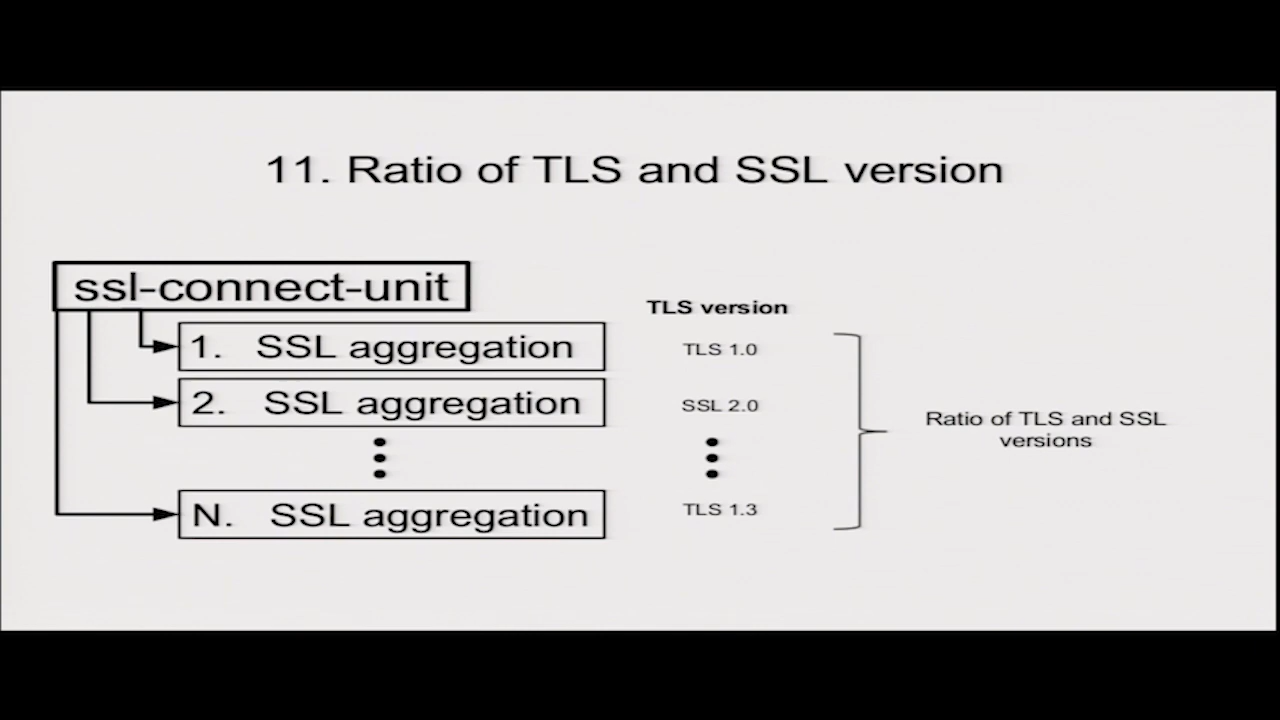 11. Ratio of TLS and SSL version
ssl-connect-unit
TLS version
1. SSL aggregation
TLS 1.0
2. SSL aggregation
SSL 2.0
Ratio of TLS and SSL
versions
N. SSL aggregation
TLS 1.3